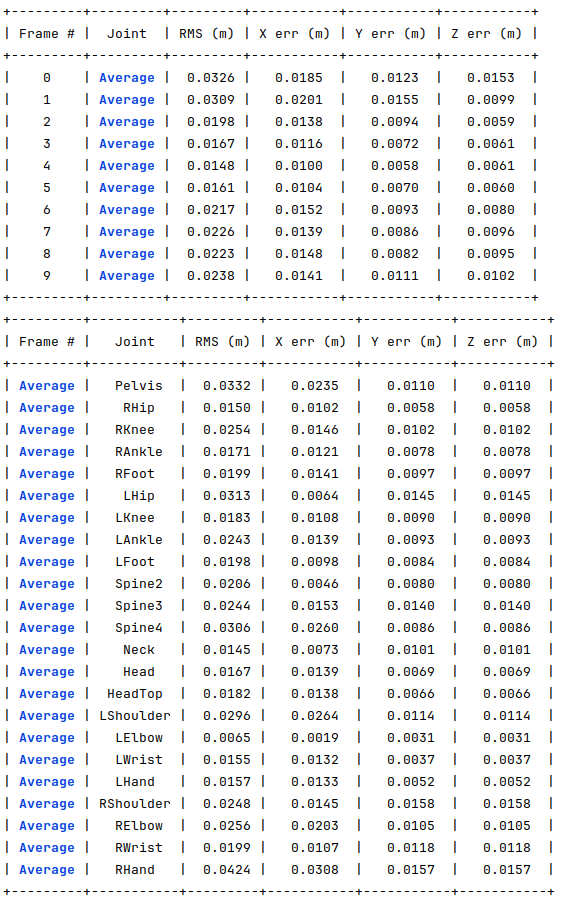 +---------+----------+---------+-----------+-----------+-----------+
| Frame # |  Joint  | RMS (m) | X err (m) | Y err (m) | Z err (m) |
+---------+----------+---------+-----------+-----------+-----------+
| 0 | Average | 0.0326 | 0.0185 | 0.0123 | 0.0153 |
| 1 | Average | 0.0309 | 0.0201 | 0.0155 | 0.0099 |
| 2 | Average | 0.0198 | 0.0138 | 0.0094 | 0.0059 |
| 3 | Average | 0.0167 | 0.0116 | 0.0072 | 0.0061 |
| 4 | Average | 0.0148 | 0.0100 | 0.0058 | 0.0061 |
| 5 | Average | 0.0161 | 0.0104 | 0.0070 | 0.0060 |
| 6 | Average | 0.0217 | 0.0152 | 0.0093 | 0.0080 |
| 7 | Average | 0.0226 | 0.0139 | 0.0086 | 0.0096 |
| 8 | Average | 0.0223 | 0.0148 | 0.0082 | 0.0095 |
| 9 | Average | 0.0238 | 0.0141 | 0.0111 | 0.0102 |
+---------+----------+---------+-----------+-----------+-----------+
+---------+-----------+---------+-----------+-----------+-----------+
| Frame # | Joint | RMS (m) | X err (m) | Y err (m) | Z err (m) |
+---------+-----------+---------+-----------+-----------+-----------+
| Average | Pelvis | 0.0332 | 0.0235 | 0.0110 | 0.0110 |
| Average | RHip | 0.0150 | 0.0102 | 0.0058 | 0.0058 |
| Average | RKnee | 0.0254 | 0.0146 | 0.0102 | 0.0102 |
| Average | RAnkle | 0.0171 | 0.0121 | 0.0078 | 0.0078 |
| Average | RFoot | 0.0199 | 0.0141 | 0.0097 | 0.0097 |
| Average | LHip | 0.0313 | 0.0064 | 0.0145 | 0.0145 |
| Average | LKnee | 0.0183 | 0.0108 | 0.0090 | 0.0090 |
| Average | LAnkle | 0.0243 | 0.0139 | 0.0093 | 0.0093 |
| Average | LFoot | 0.0198 | 0.0098 | 0.0084 | 0.0084 |
| Average | Spine2 | 0.0206 | 0.0046 | 0.0080 | 0.0080 |
| Average | Spine3 | 0.0244 | 0.0153 | 0.0140 | 0.0140 |
| Average | Spine4 | 0.0306 | 0.0260 | 0.0086 | 0.0086 |
| Average | Neck | 0.0145 | 0.0073 | 0.0101 | 0.0101 |
| Average | Head | 0.0167 | 0.0139 | 0.0069 | 0.0069 |
| Average | HeadTop | 0.0182 | 0.0138 | 0.0066 | 0.0066 |
| Average | LShoulder | 0.0296 | 0.0264 | 0.0114 | 0.0114 |
| Average | LElbow | 0.0065 | 0.0019 | 0.0031 | 0.0031 |
| Average | LWrist | 0.0155 | 0.0132 | 0.0037 | 0.0037 |
| Average | LHand | 0.0157 | 0.0133 | 0.0052 | 0.0052 |
| Average | RShoulder | 0.0248 | 0.0145 | 0.0158 | 0.0158 |
| Average | RElbow | 0.0256 | 0.0203 | 0.0105 | 0.0105 |
| Average | RWrist | 0.0199 | 0.0107 | 0.0118 | 0.0118 |
| Average | RHand | 0.0424 | 0.0308 | 0.0157 | 0.0157 |
+---------+-----------+---------+-----------+-----------+-----------+